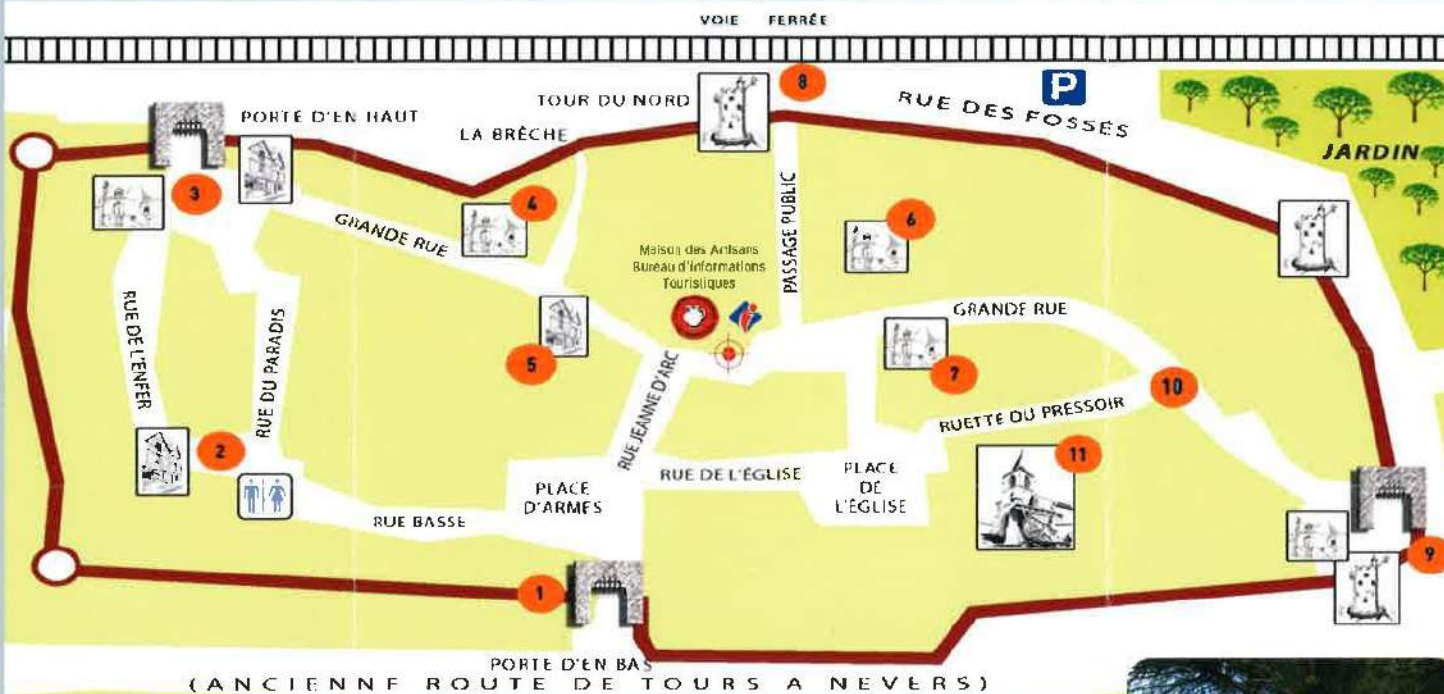 VOIE FERRÉE
P
8
PORTE D'EN HAUT
TOUR DU NORD
RUE DES FOSSÉS
LA BRÈCHE
JARDIN
3
4
GRANDE RUE
PASSAGE PUBLIC
6
Maison des Artisans
Bureau d'informations
Touristiques
RUE DE L'ENFER
RUE DU PARADIS
GRANDE RUE
5
7
10
RUE JEANNE D'ARC
RUETTE DU PRESSOIR
2
11
PLACE
D'ARMES
RUE DE L'ÉGLISE
PLACE
DE
L'ÉGLISE
RUE BASSE
9
1
PORTE D'EN BAS
(ANCIENNE ROUTE DE TOURS A NEVERS)